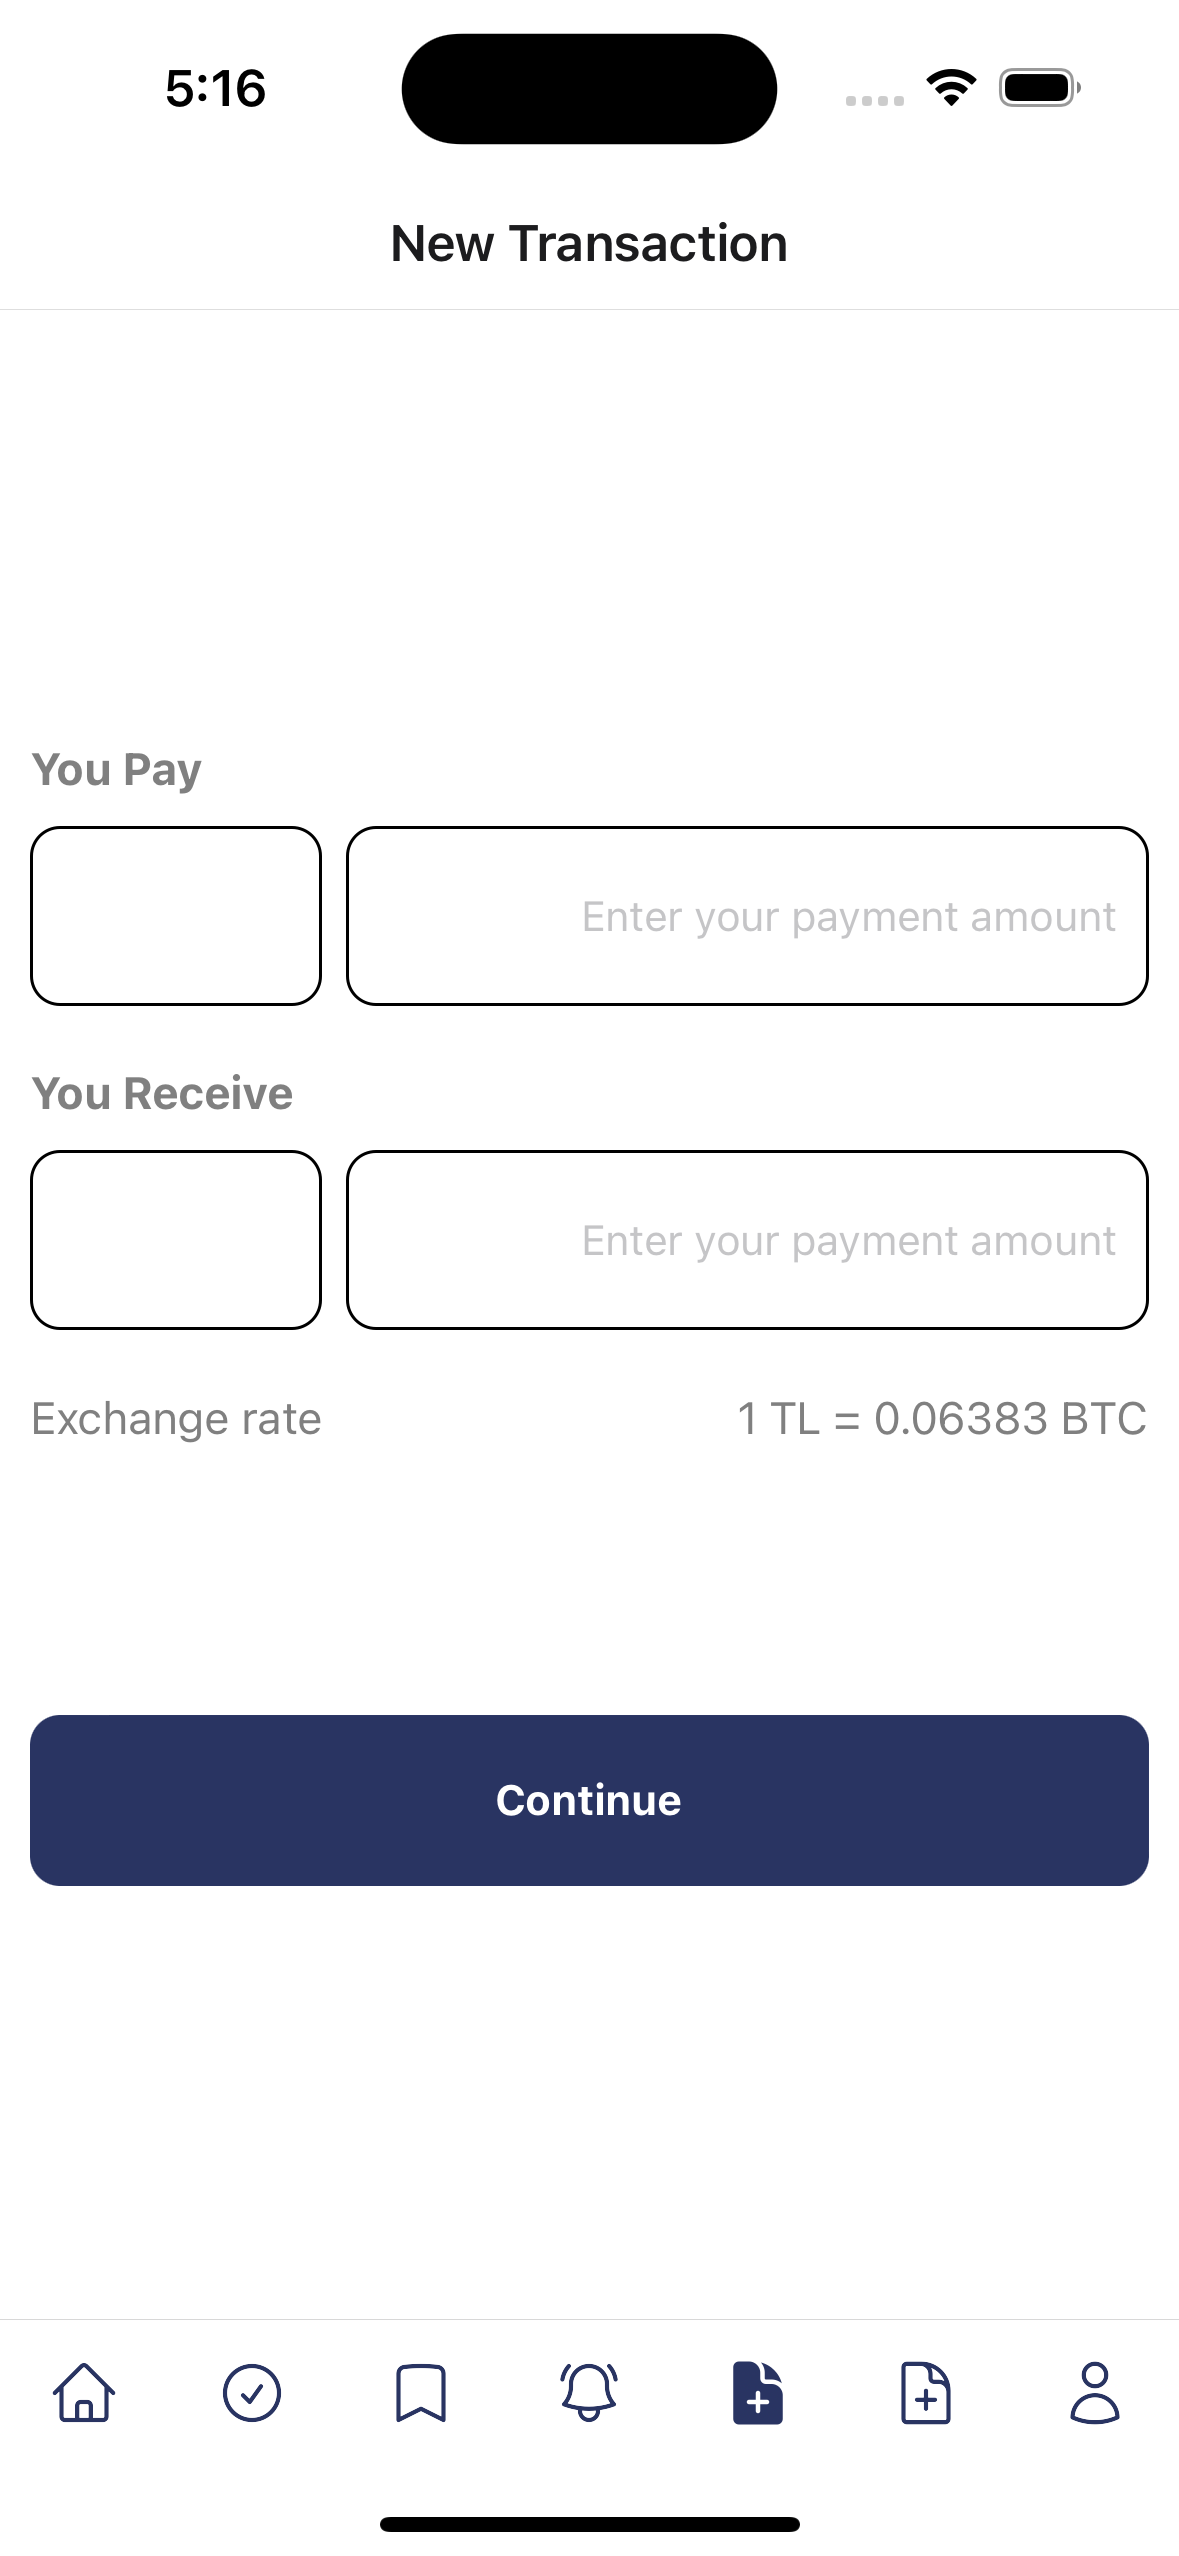 5:16
New Transaction
You Pay
Enter your payment amount
You Receive
Enter your payment amount
Exchange rate
1 TL = 0.06383 BTC
Continue